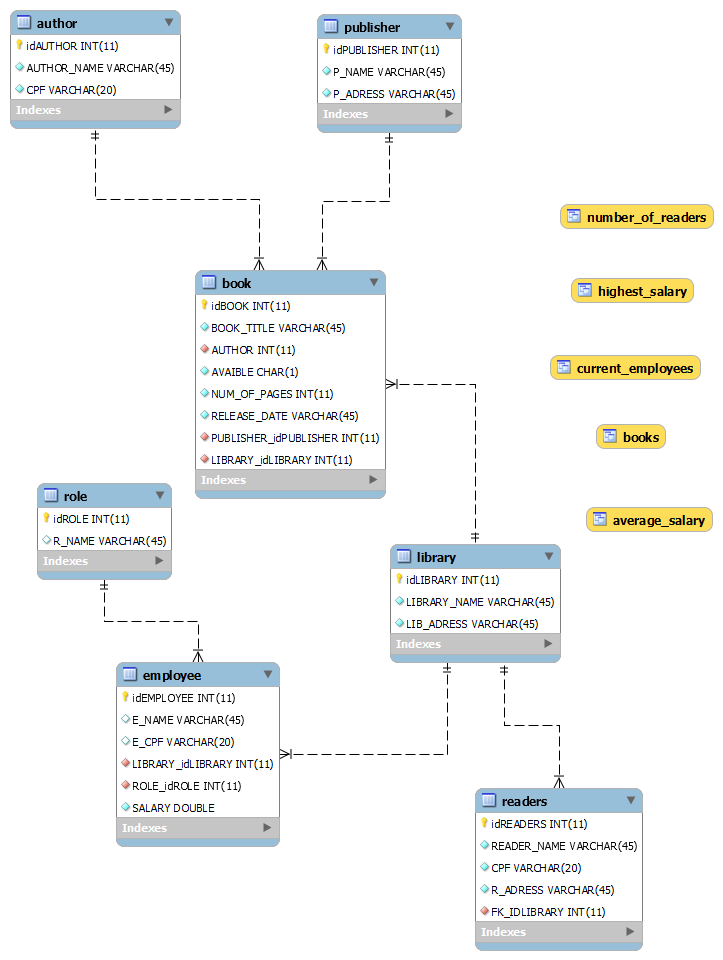 author
idAUTHOR INT(11)
AUTHOR_NAME VARCHAR(45)
CPF VARCHAR(20)
Indexes
publisher
idPUBLISHER INT(11)
P_NAME VARCHAR(45)
P_ADRESS VARCHAR(45)
Indexes
number_of_readers
highest_salary
current_employees
books
average_salary
book
idBOOK INT(11)
BOOK_TITLE VARCHAR(45)
AUTHOR INT(11)
AVAIBLE CHAR(1)
NUM_OF_PAGES INT(11)
RELEASE_DATE VARCHAR(45)
PUBLISHER_idPUBLISHER INT(11)
LIBRARY_idLIBRARY INT(11)
Indexes
role
idROLE INT(11)
R_NAME VARCHAR(45)
Indexes
library
idLIBRARY INT(11)
LIBRARY_NAME VARCHAR(45)
LIB_ADRESS VARCHAR(45)
Indexes
employee
idEMPLOYEE INT(11)
E_NAME VARCHAR(45)
E_CPF VARCHAR(20)
LIBRARY_idLIBRARY INT(11)
ROLE_idROLE INT(11)
SALARY DOUBLE
Indexes
readers
idREADERS INT(11)
READER_NAME VARCHAR(45)
CPF VARCHAR(20)
R_ADRESS VARCHAR(45)
FK_IDLIBRARY INT(11)
Indexes